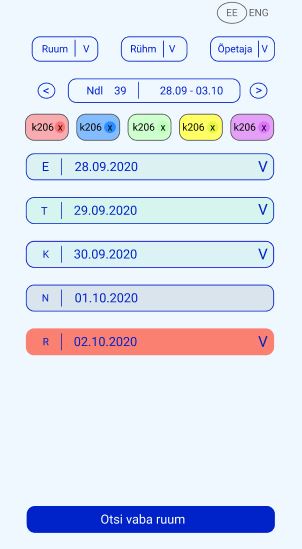 EE ENG
Ruum V Rühm V Õpetaja V
< Ndl 39 28.09 - 03.10 >
k206 x k206 x k206 x k206 x k206 x
E 28.09.2020 V
T 29.09.2020 V
K 30.09.2020 V
N 01.10.2020
R 02.10.2020 V
Otsi vaba ruum